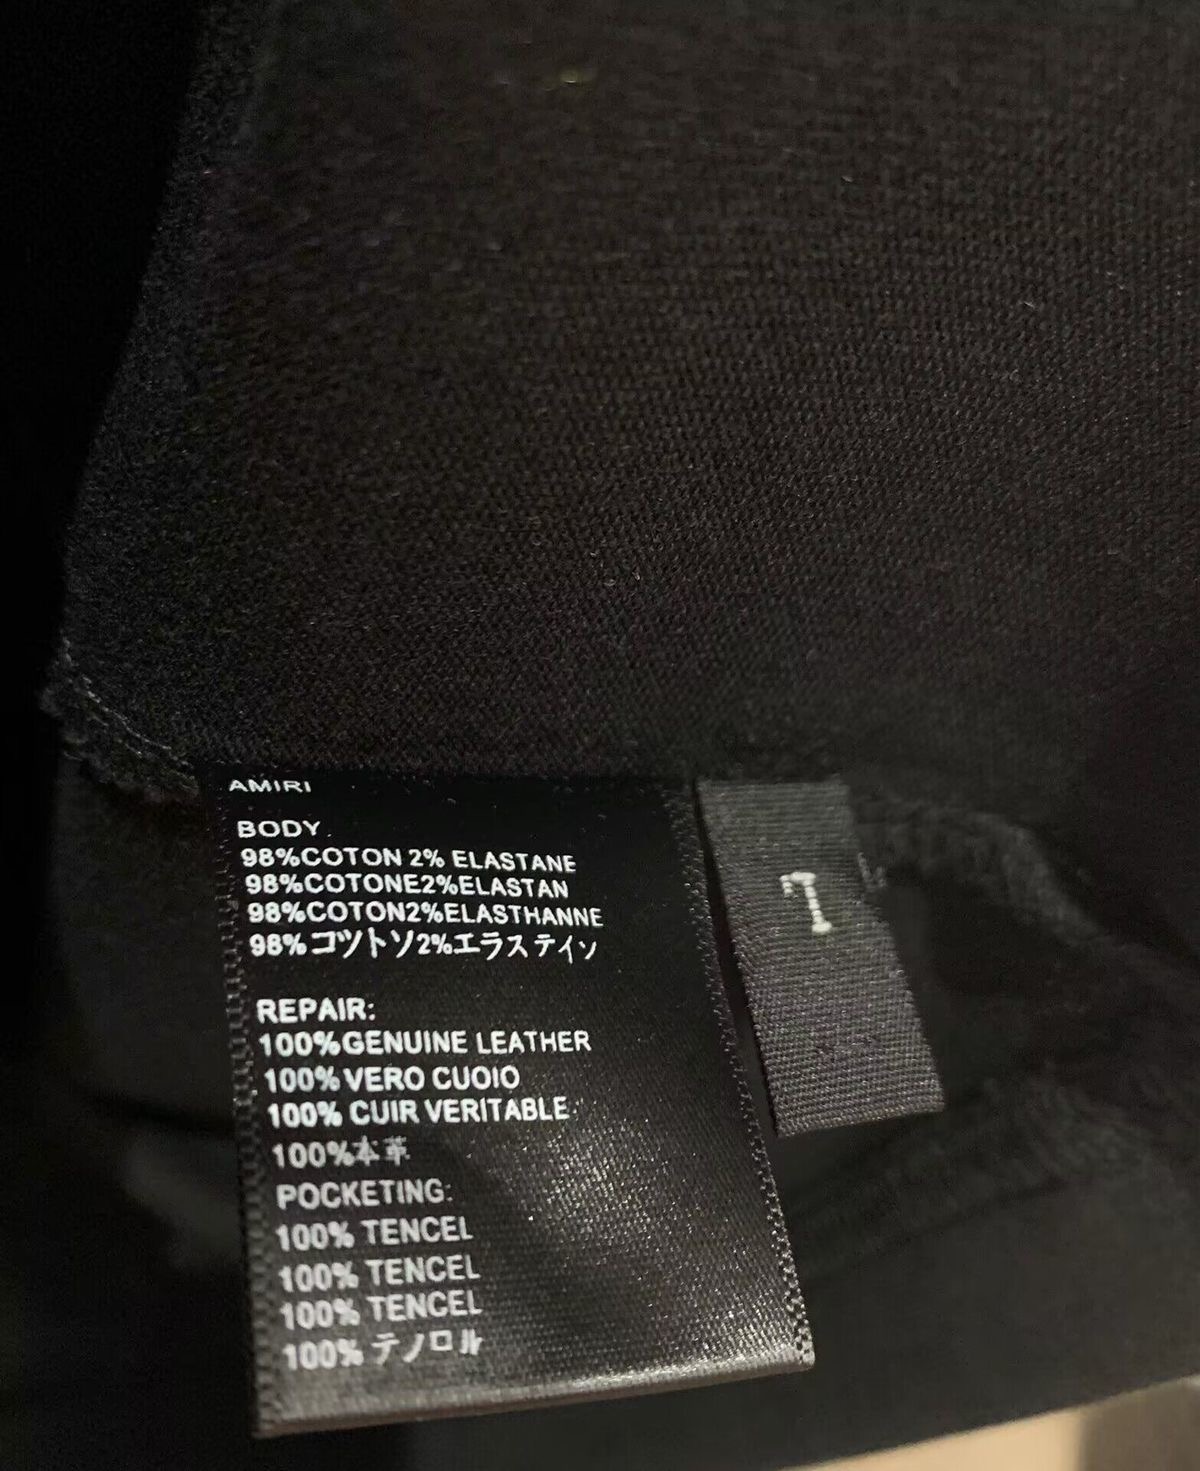 AMIRI
BODY.
98%COTON 2% ELASTANE
98%COTONE2%ELASTAN
98%COTON2%ELASTHANNE
98%コツトソ2%エラステイソ
REPAIR:
100%GENUINE LEATHER
100% VERO CUOIO
100% CUIR VERITABLE
100%本革
POCKETING:
100% TENCEL
100% TENCEL
100% TENCEL
100% テノロル
L